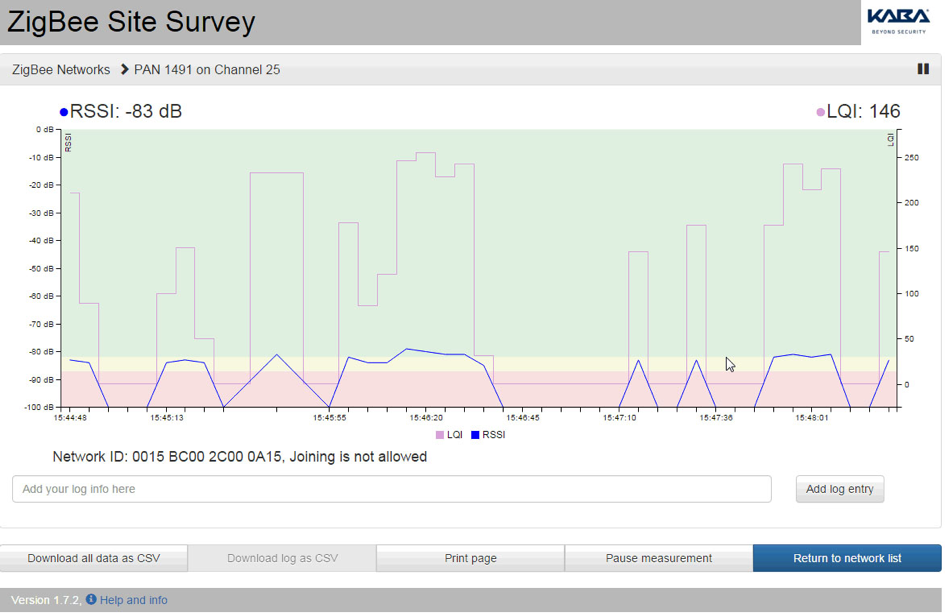 ZigBee Site Survey
KABA
BEYOND SECURITY
ZigBee Networks > PAN 1491 on Channel 25
RSSI: -83 dB
LQI: 146
0 dB
-10 dB
-20 dB
-30 dB
-40 dB
-50 dB
-60 dB
-70 dB
-80 dB
-90 dB
-100 dB
RSSI
LQI
250
200
150
100
50
0
15:44:48
15:45:13
15:45:55
15:46:20
15:46:45
15:47:10
15:47:36
15:48:01
LQI RSSI
Network ID: 0015 BC00 2C00 0A15, Joining is not allowed
Add your log info here
Add log entry
Download all data as CSV
Download log as CSV
Print page
Pause measurement
Return to network list
Version 1.7.2, Help and info